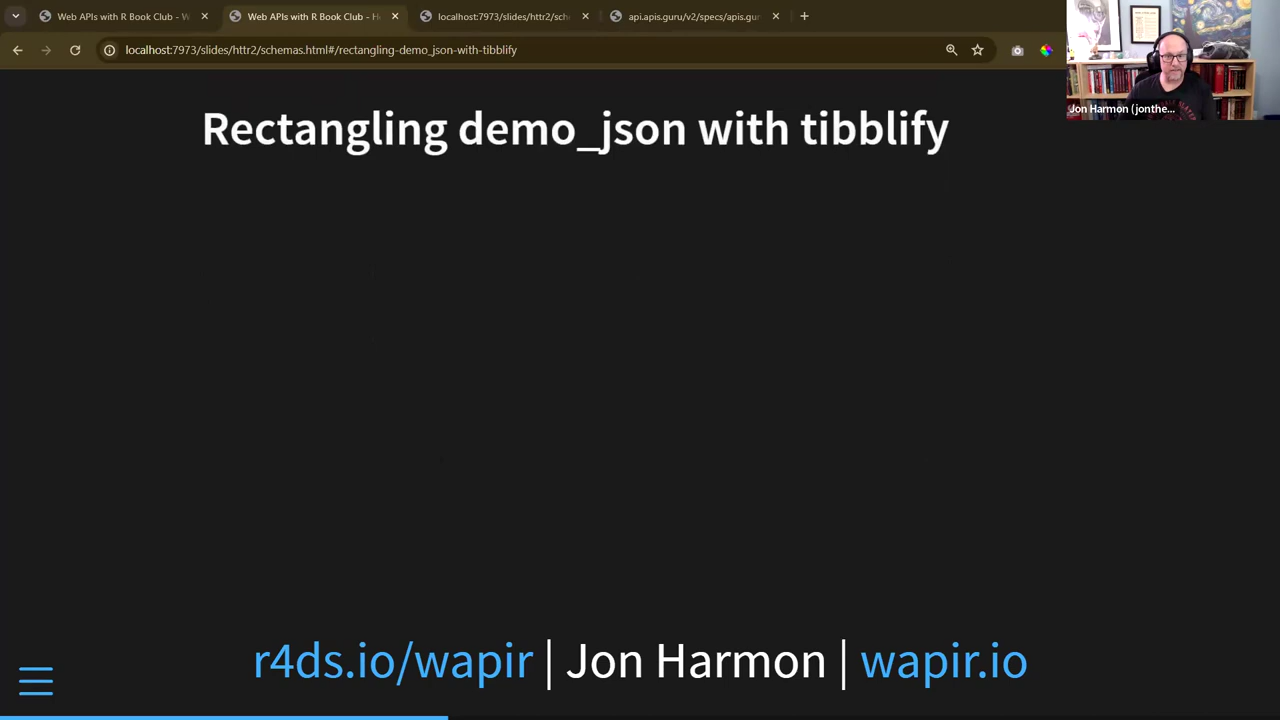 Web APIs with R Book Club - W
Web APIs with R Book Club - H
localhost:7973/slides/httr2/sch
api.apis.guru/v2/specs/apis.gur
localhost:7973/slides/httr2/schemas.html#/rectangling-demo_json-with-tibblify
Jon Harmon (jonthe...
Rectangling demo_json with tibblify
r4ds.io/wapir | Jon Harmon | wapir.io